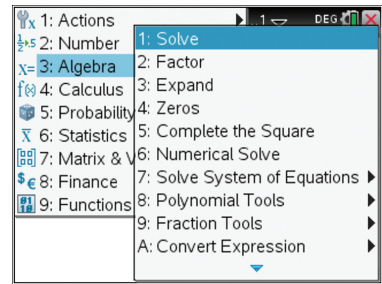 1: Actions
2: Number
3: Algebra
4: Calculus
5: Probability
6: Statistics
7: Matrix & V
8: Finance
9: Functions
..1 DEG
1: Solve
2: Factor
3: Expand
4: Zeros
5: Complete the Square
6: Numerical Solve
7: Solve System of Equations
8: Polynomial Tools
9: Fraction Tools
A: Convert Expression